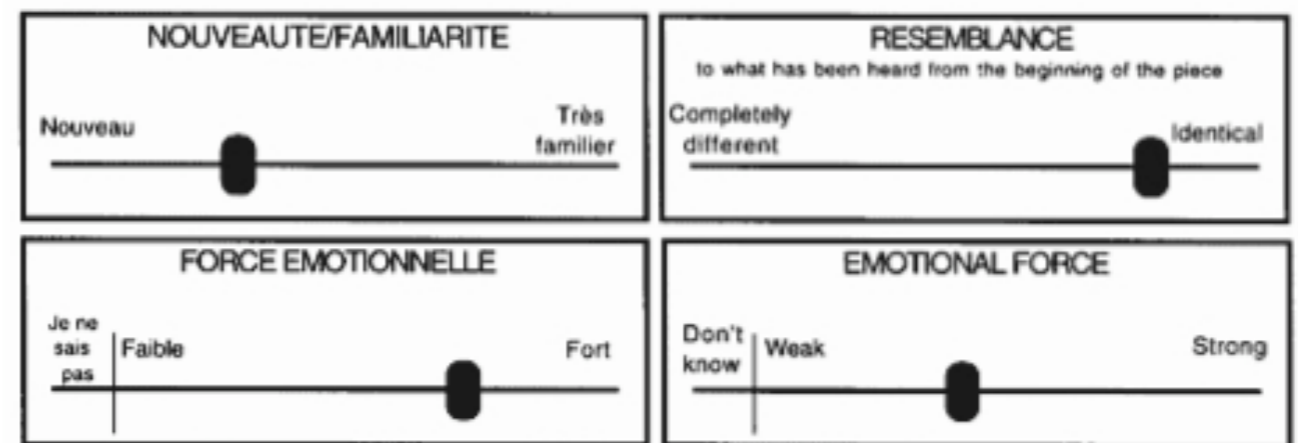 NOUVEAUTE/FAMILIARITE
Nouveau
Très
familier
RESEMBLANCE
to what has been heard from the beginning of the piece
Completely
different
Identical
FORCE EMOTIONNELLE
Je ne
sais
pas
Faible
Fort
EMOTIONAL FORCE
Don't
know
Weak
Strong